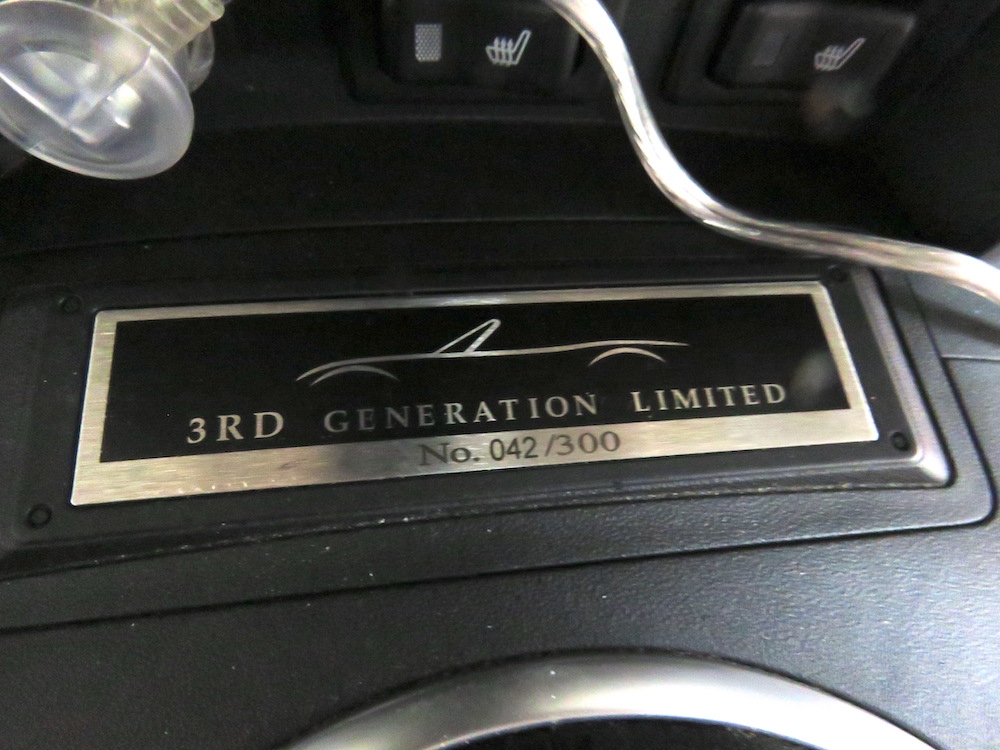 3RD GENERATION LIMITED
No. 042/300